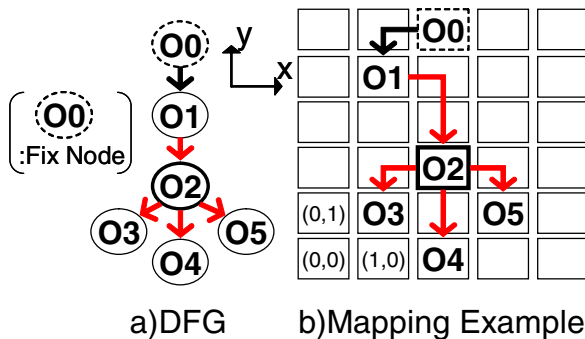 O0
y
x
O1
O0
:Fix Node
O2
O3
O5
O4
a)DFG
O0
O1
O2
(0,1)
O3
O5
(0,0)
(1,0)
O4
b)Mapping Example